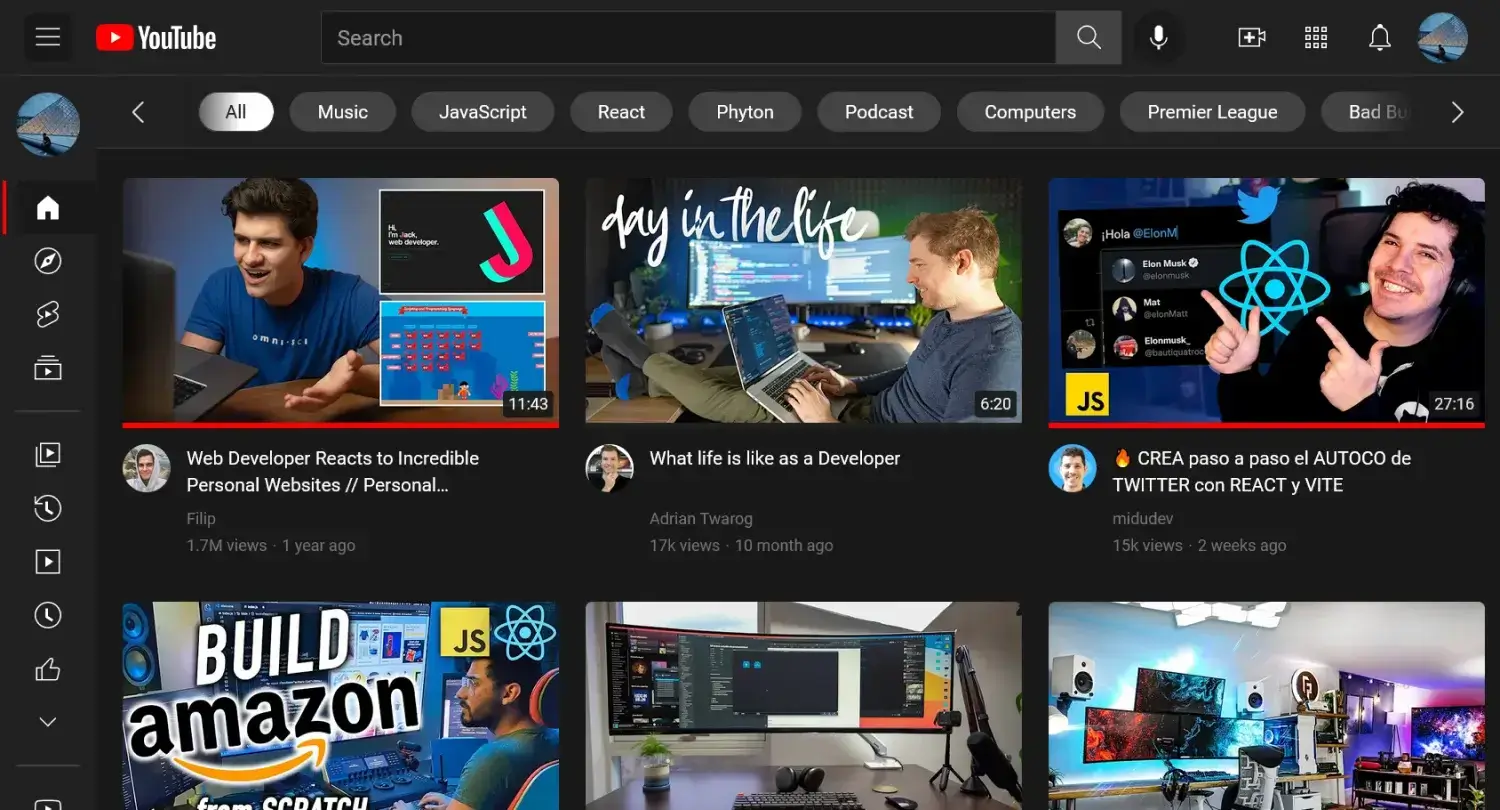 YouTube
Search
All
Music
JavaScript
React
Phyton
Podcast
Computers
Premier League
Bad
Hi,
I'm Jack,
web developer.
J
omni-sci
11:43
day in the life
6:20
¡Hola @ElonM
Elon Musk
@elonmusk
Mat
@elonMatt
Elonmusk_
@bautiquatroc
JS
27:16
Web Developer Reacts to Incredible
Personal Websites // Personal...
Filip
1.7M views · 1 year ago
What life is like as a Developer
Adrian Twarog
17k views · 10 month ago
🔥 CREA paso a paso el AUTOCO de
TWITTER con REACT y VITE
midudev
15k views · 2 weeks ago
BUILD
amazon
from SCRATCH
JS